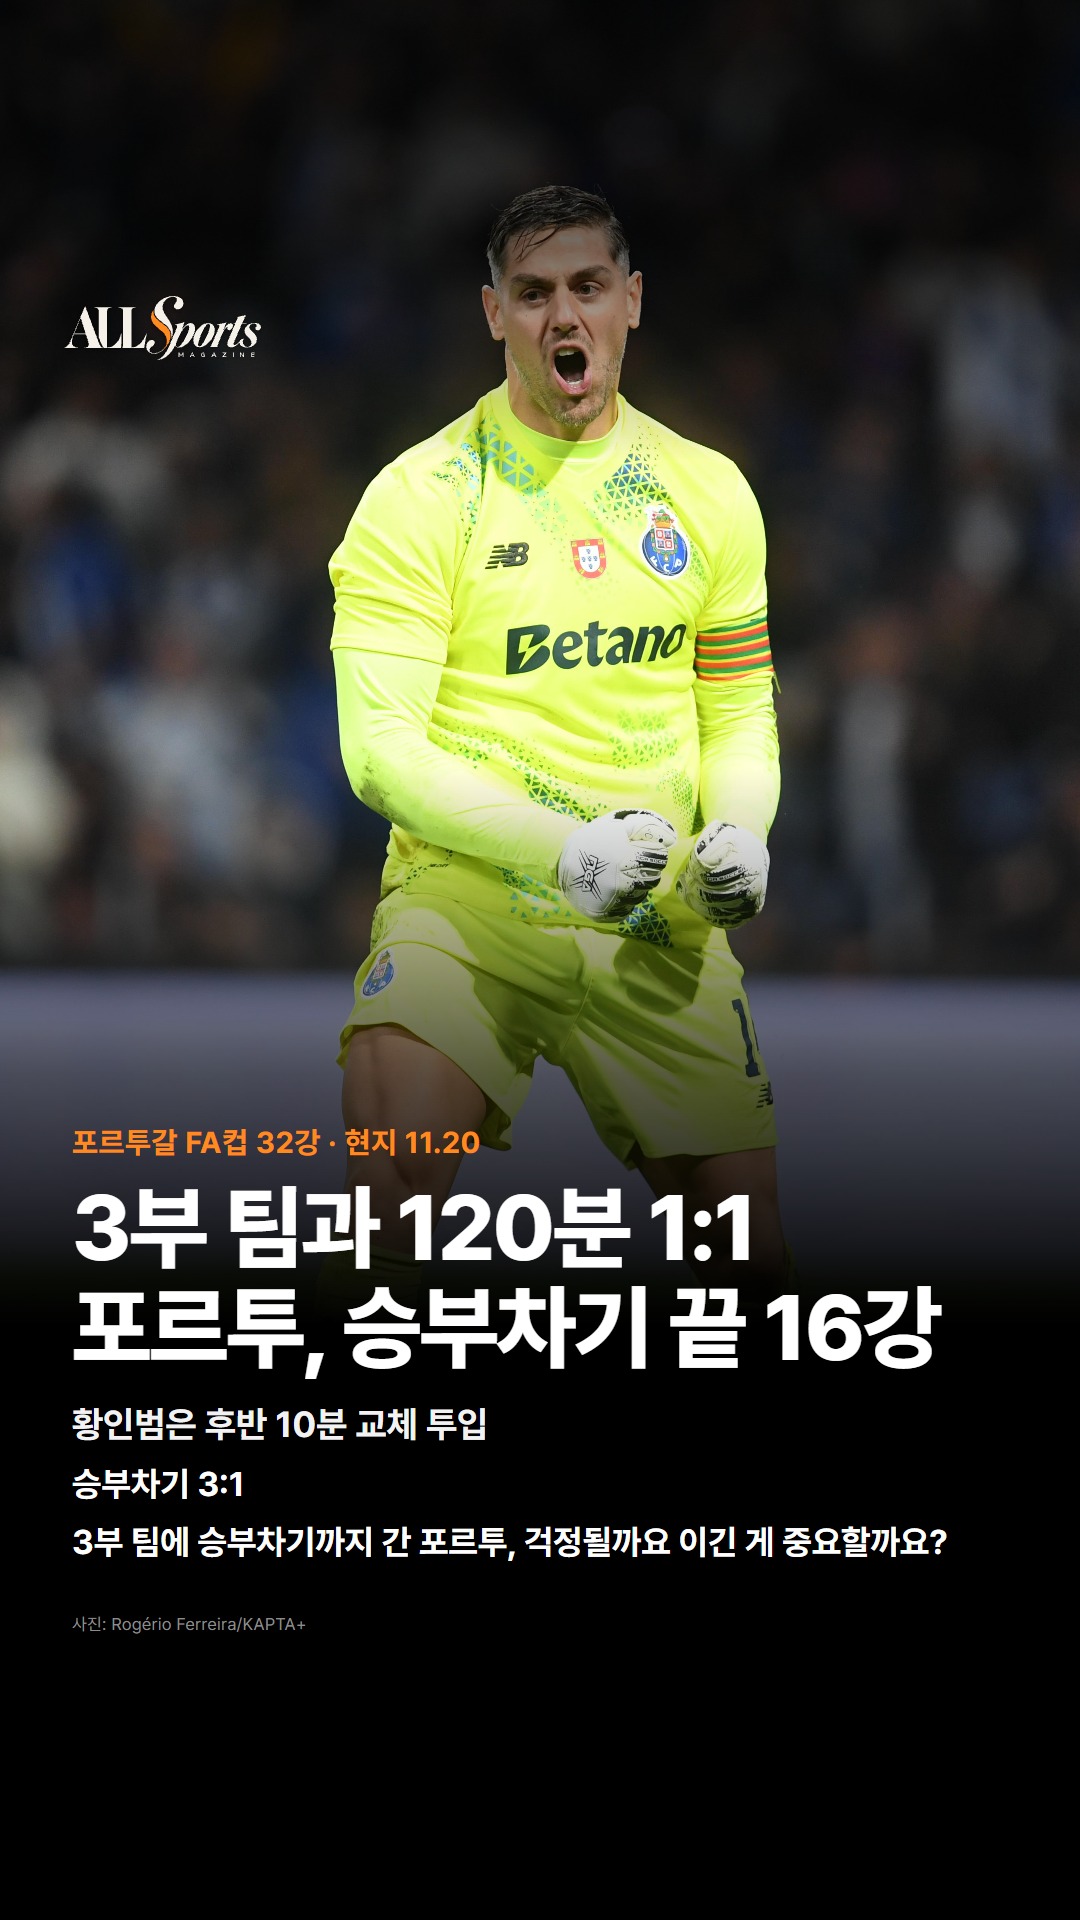 ALL Sports
MAGAZINE
Betano
포르투갈 FA컵 32강 · 현지 11.20
3부 팀과 120분 1:1
포르투, 승부차기 끝 16강
황인범은 후반 10분 교체 투입
승부차기 3:1
3부 팀에 승부차기까지 간 포르투, 걱정될까요 이긴 게 중요할까요?
사진: Rogério Ferreira/KAPTA+